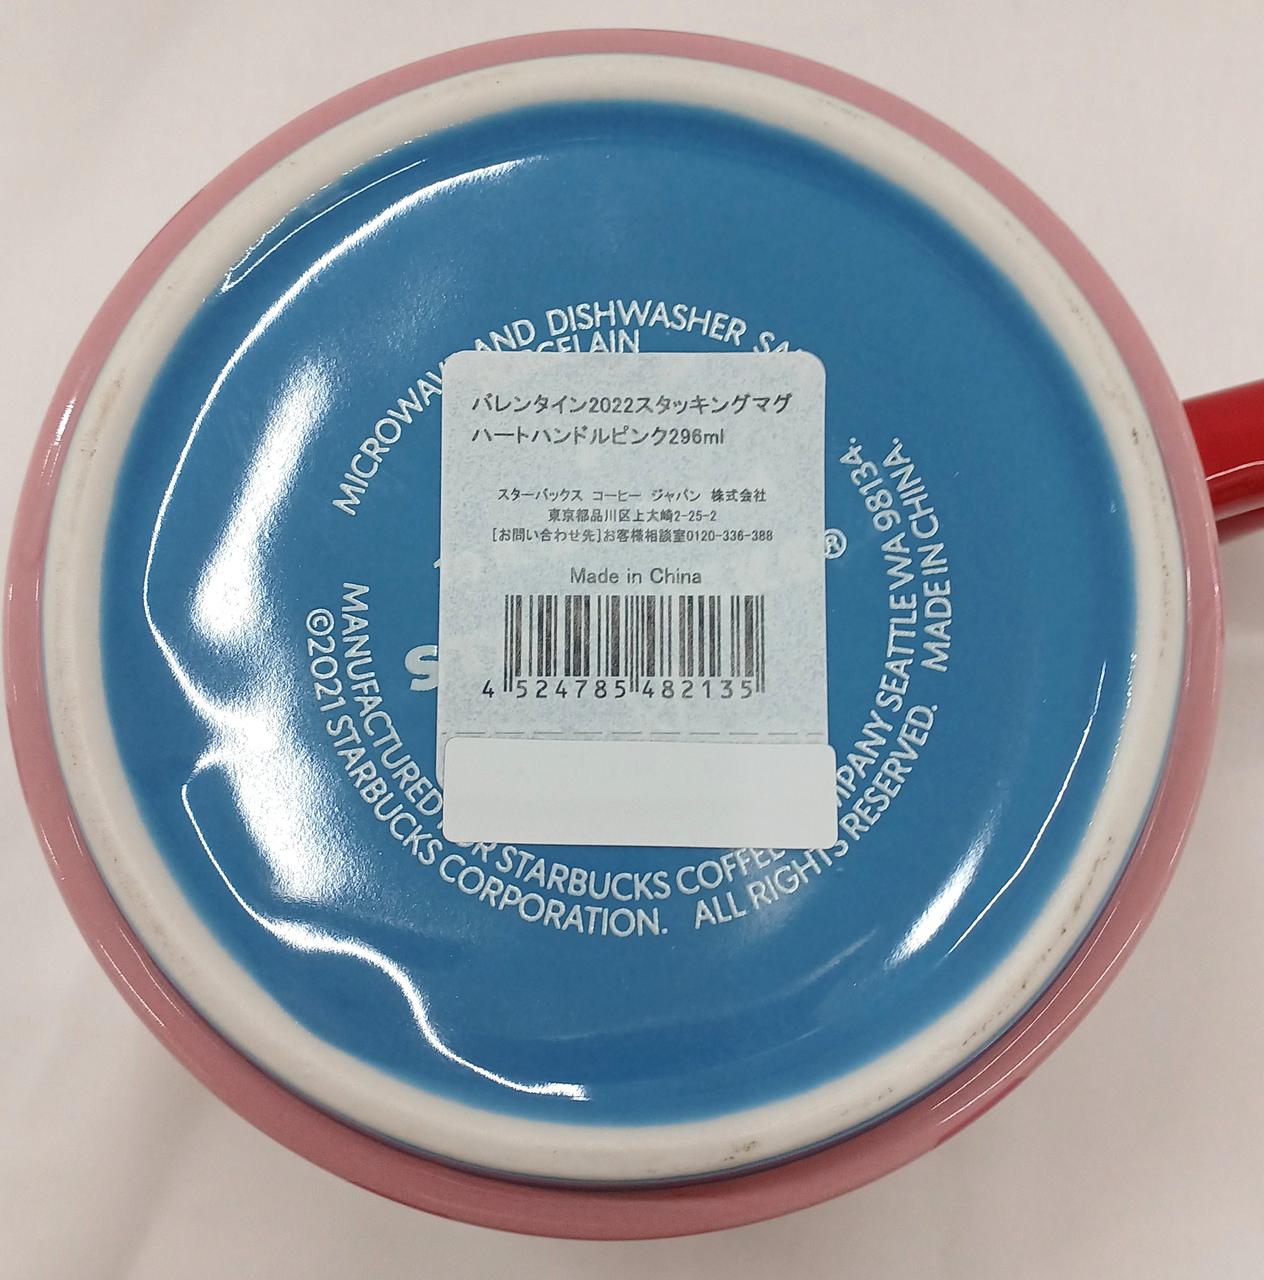 MICROWAVE AND DISHWASHER
バレンタイン2022スタッキングマグ
ハートハンドルピンク296ml
スターバックス コーヒー ジャパン 株式会社
東京都品川区上大崎2-25-2
[お問い合わせ先]お客様相談室0120-336-388
Made in China
4 524785 482135
®
MANUFACTURED FOR STARBUCKS COFFEE COMPANY SEATTLE WA 98134.
©2021 STARBUCKS CORPORATION. ALL RIGHTS RESERVED. MADE IN CHINA.